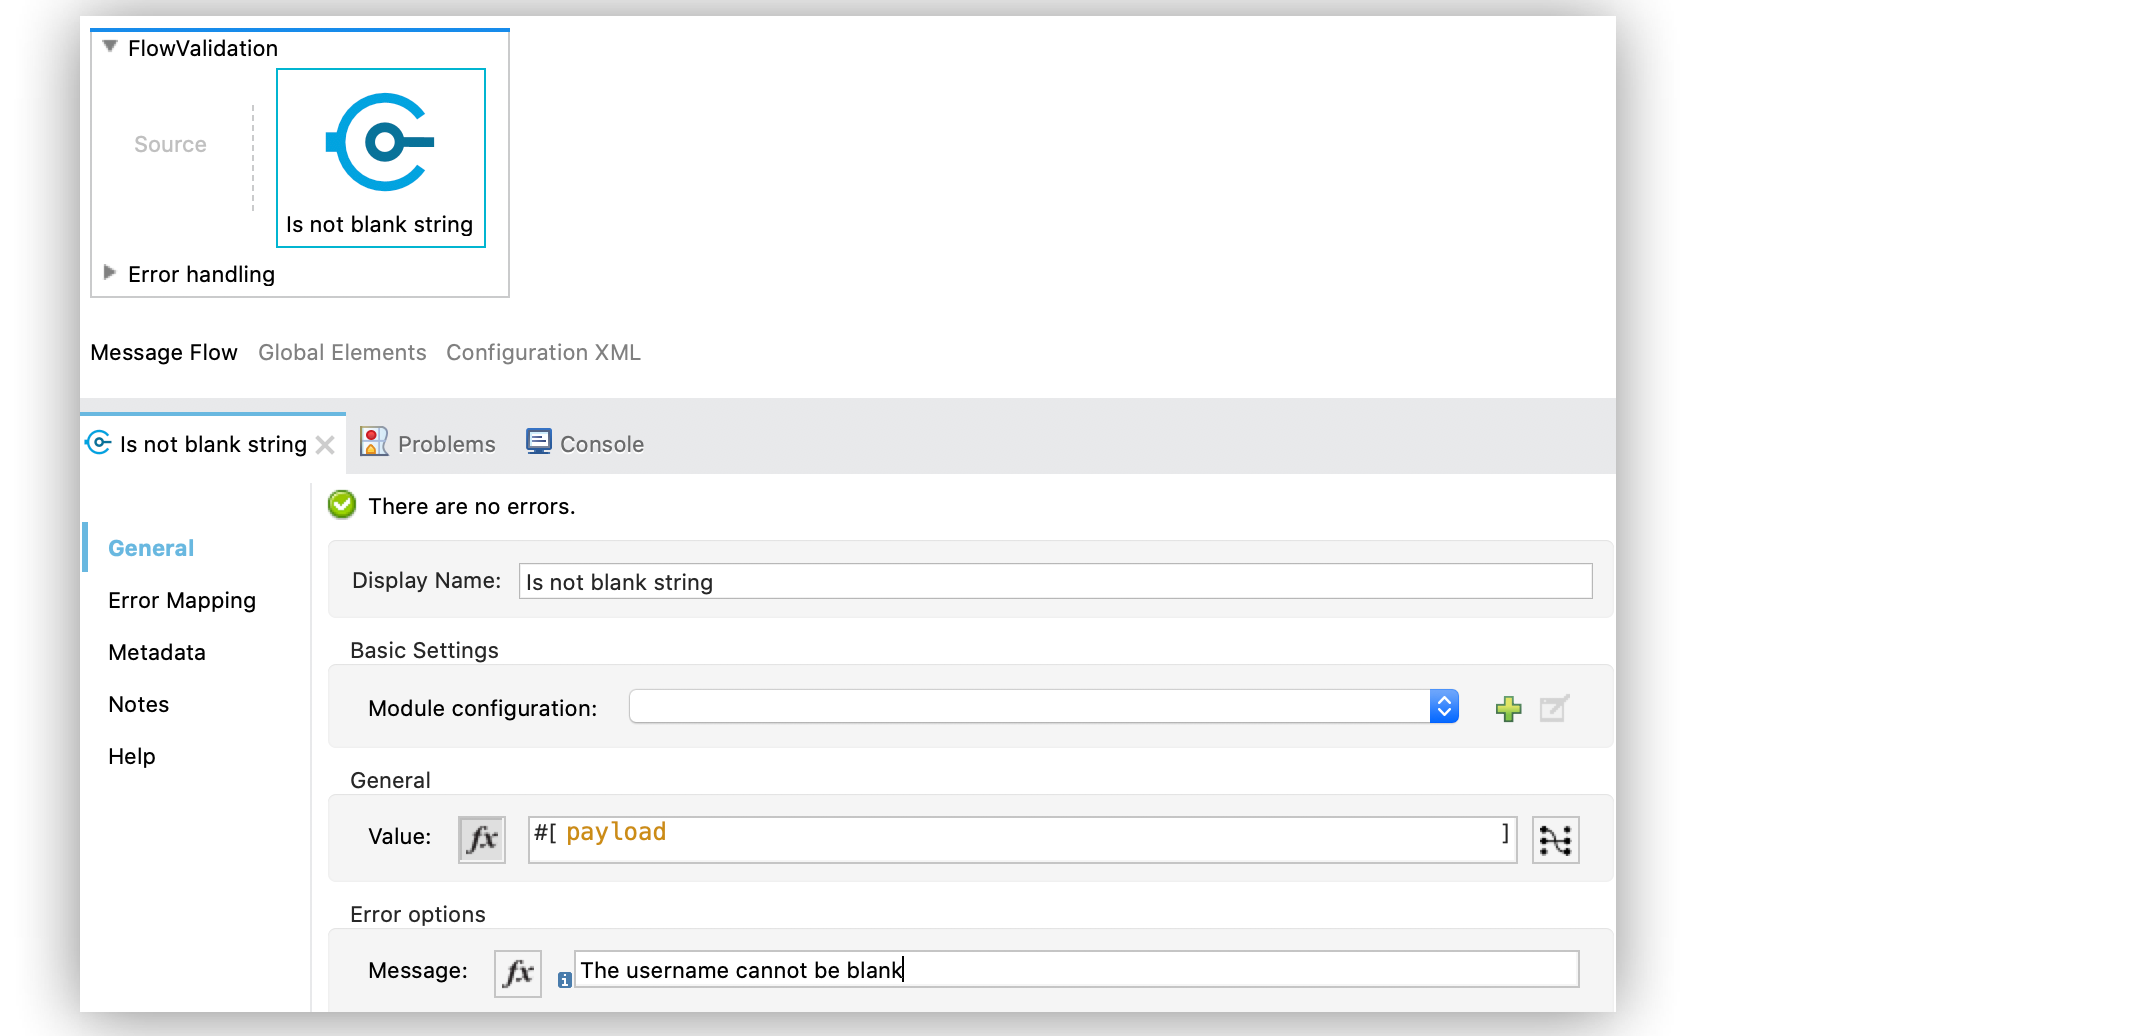 FlowValidation
Source
Is not blank string
Error handling
Message Flow Global Elements Configuration XML
Is not blank string Problems Console
There are no errors.
General
Error Mapping
Metadata
Notes
Help
Display Name: Is not blank string
Basic Settings
Module configuration:
General
Value: fx #[ payload ]
Error options
Message: fx i The username cannot be blank